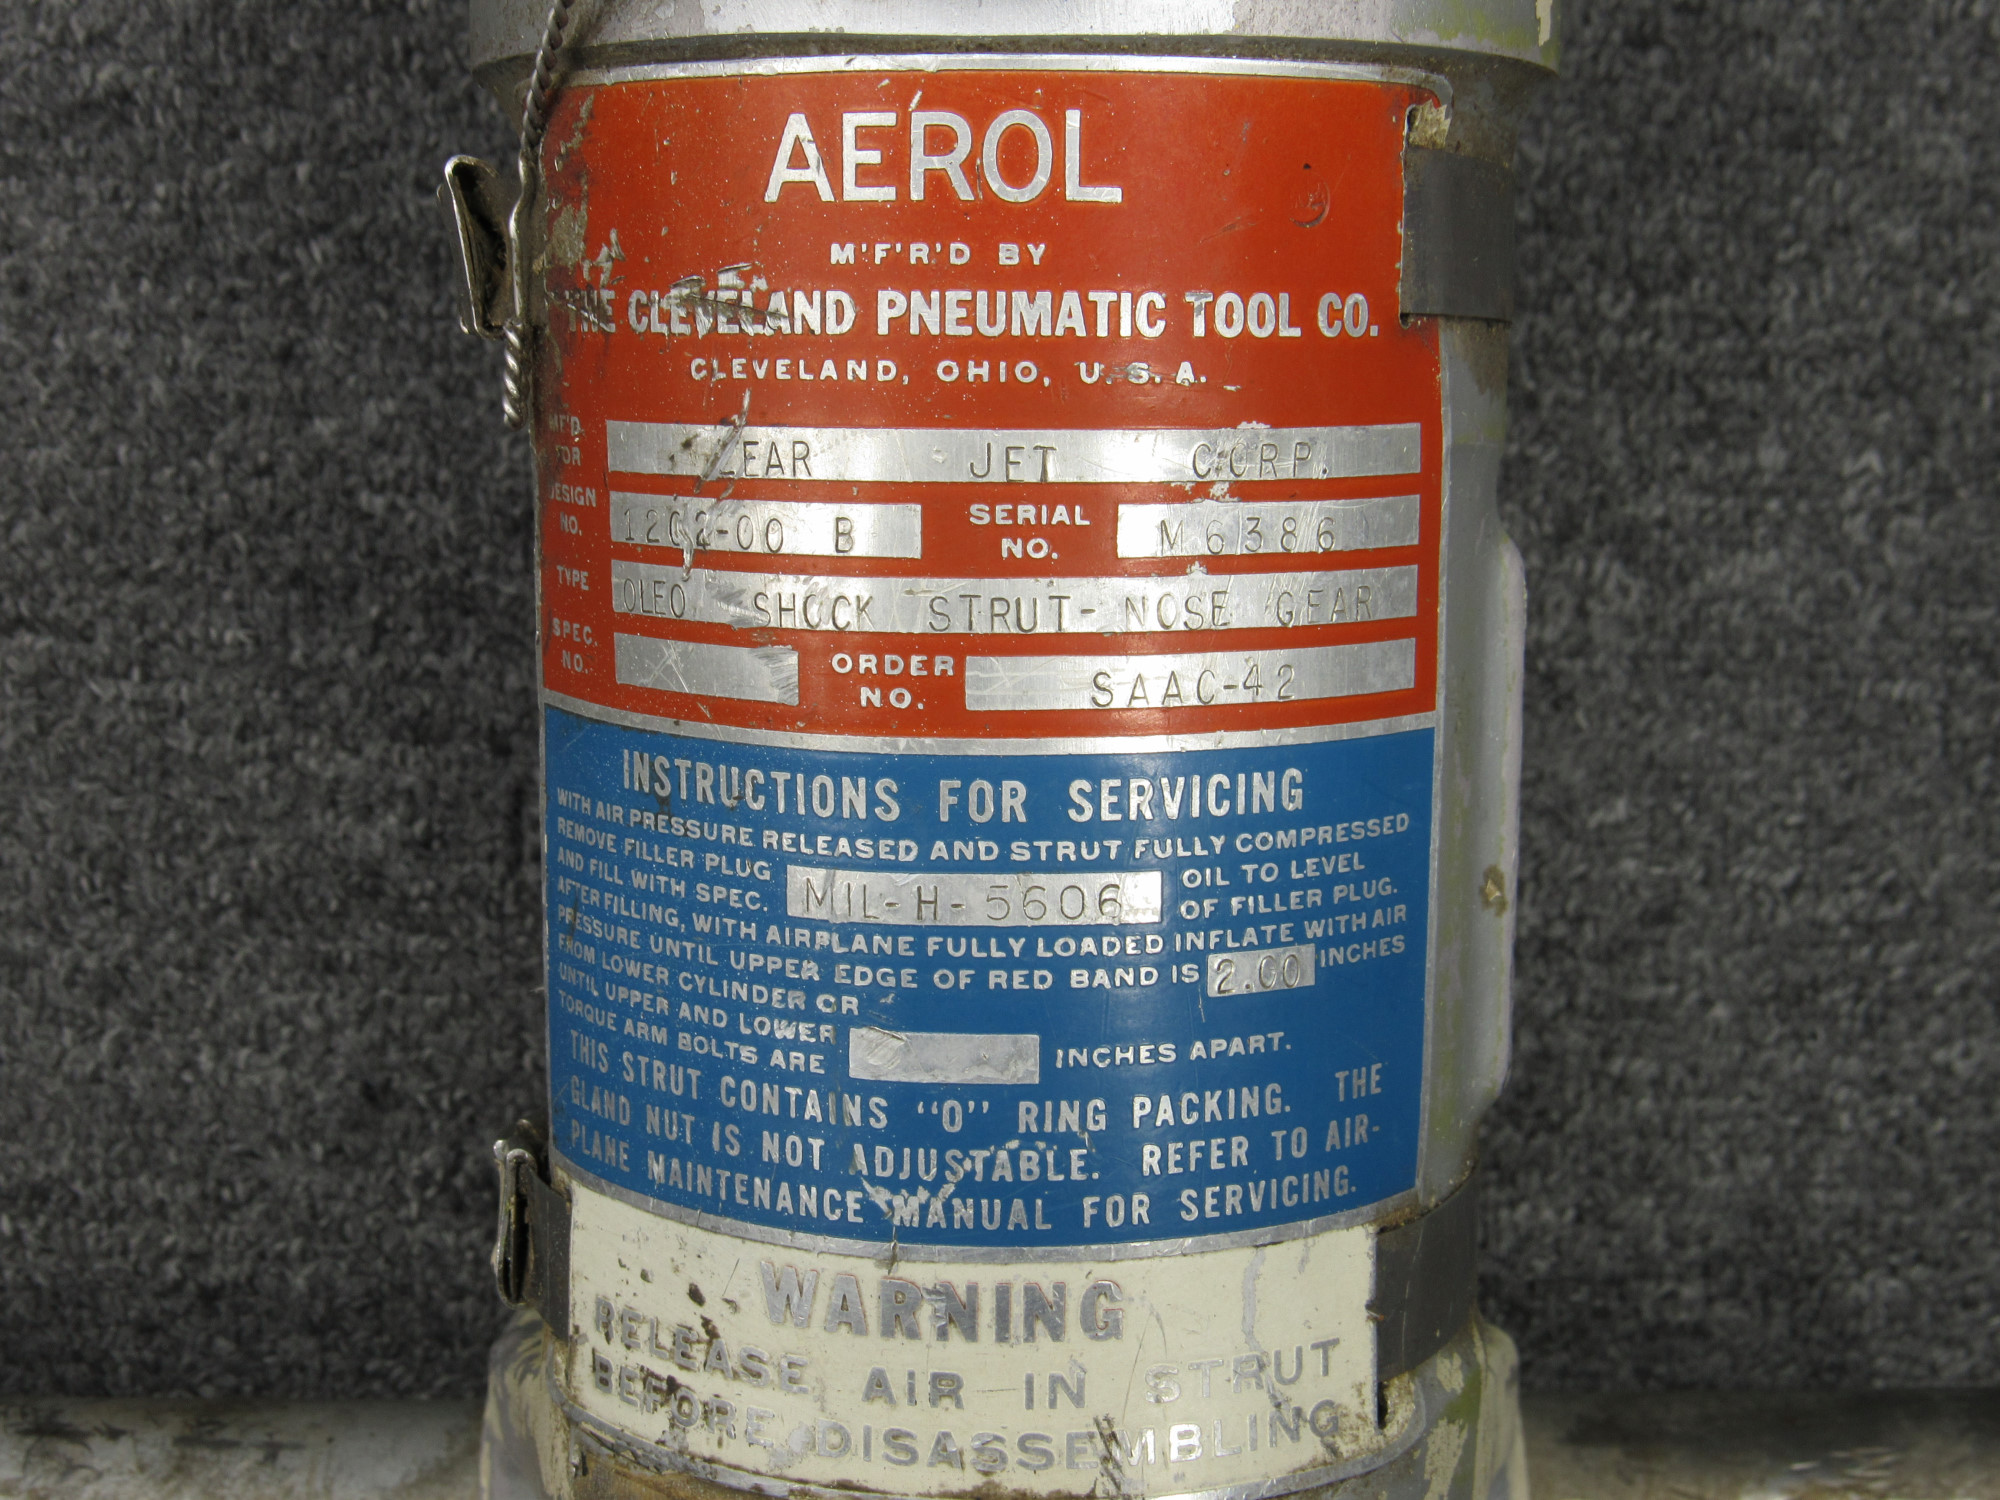 AEROL
M'F'R'D BY
THE CLEVELAND PNEUMATIC TOOL CO.
CLEVELAND, OHIO, U.S.A.
MF'D. FOR LEAR JET CORP.
DESIGN NO. 1202-00 B SERIAL NO. M6386
TYPE OLEO SHOCK STRUT- NOSE GEAR
SPEC. NO. ORDER NO. SAAC-42
INSTRUCTIONS FOR SERVICING
WITH AIR PRESSURE RELEASED AND STRUT FULLY COMPRESSED
REMOVE FILLER PLUG
AND FILL WITH SPEC. MIL-H-5606 OIL TO LEVEL
OF FILLER PLUG.
AFTER FILLING, WITH AIRPLANE FULLY LOADED INFLATE WITH AIR
PRESSURE UNTIL UPPER EDGE OF RED BAND IS 2.00 INCHES
FROM LOWER CYLINDER OR
UNTIL UPPER AND LOWER
TORQUE ARM BOLTS ARE INCHES APART.
THIS STRUT CONTAINS "O" RING PACKING. THE
GLAND NUT IS NOT ADJUSTABLE. REFER TO AIR-
PLANE MAINTENANCE MANUAL FOR SERVICING.
WARNING
RELEASE AIR IN STRUT
BEFORE DISASSEMBLING